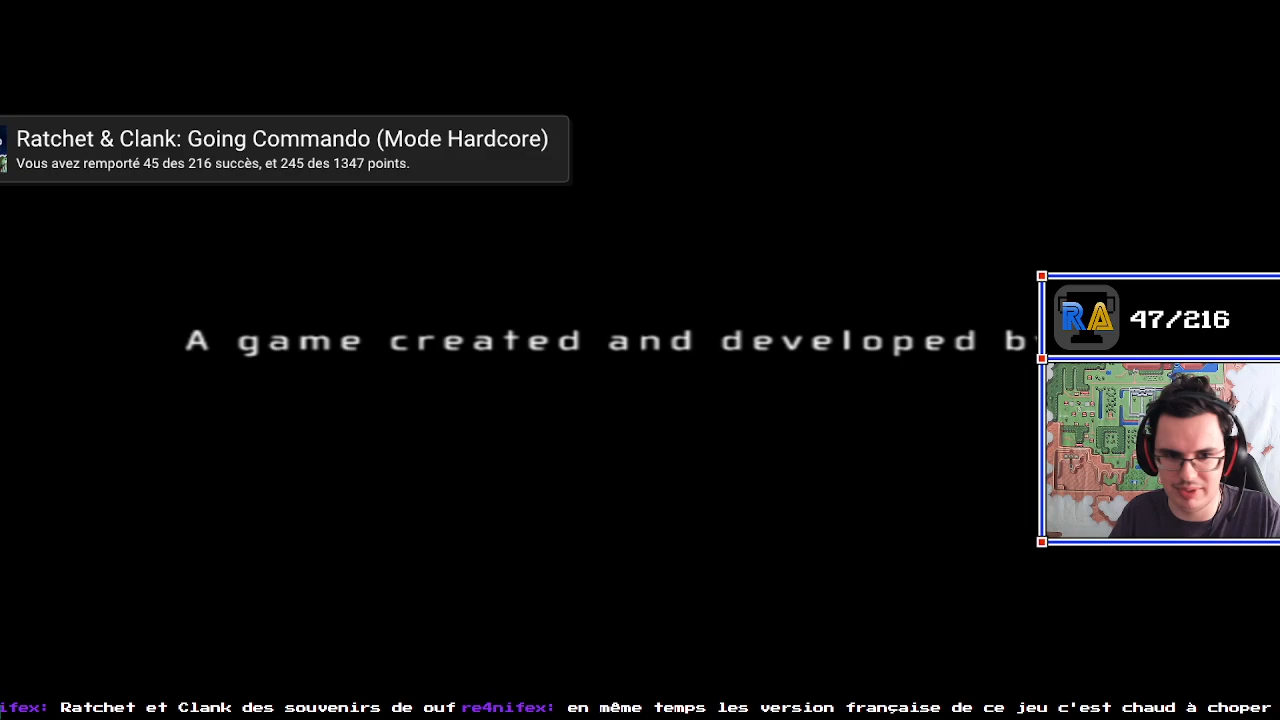 Ratchet & Clank: Going Commando (Mode Hardcore)
Vous avez remporté 45 des 216 succès, et 245 des 1347 points.
RA 47/216
A game created and developed by
ifex: Ratchet et Clank des souvenirs de ouf re4nifex: en même temps les version française de ce jeu c'est chaud à choper